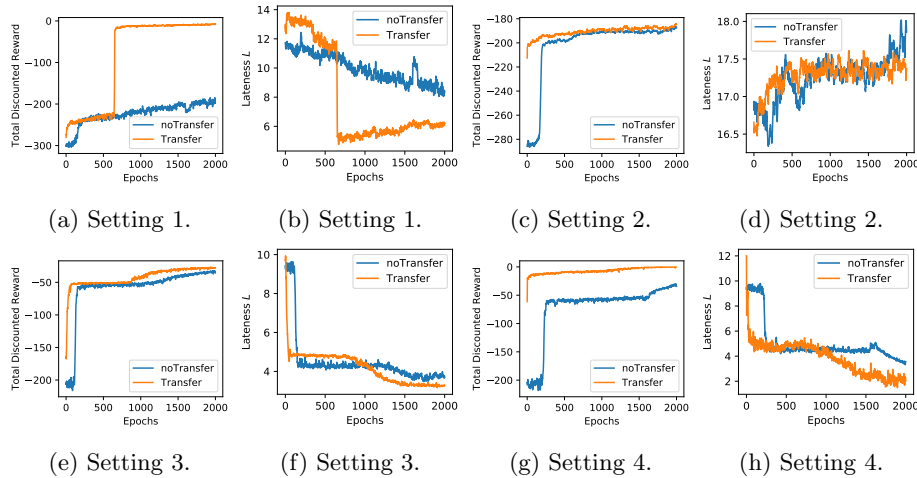 0
−100
−200
−300
Total Discounted Reward
noTransfer
Transfer
0 500 1000 1500 2000
Epochs
(a) Setting 1.
14
12
10
8
6
Lateness L
noTransfer
Transfer
0 500 1000 1500 2000
Epochs
(b) Setting 1.
−180
−200
−220
−240
−260
−280
Total Discounted Reward
noTransfer
Transfer
0 500 1000 1500 2000
Epochs
(c) Setting 2.
18.0
17.5
17.0
16.5
Lateness L
noTransfer
Transfer
0 500 1000 1500 2000
Epochs
(d) Setting 2.
−50
−100
−150
−200
Total Discounted Reward
noTransfer
Transfer
0 500 1000 1500 2000
Epochs
(e) Setting 3.
10
8
6
4
Lateness L
noTransfer
Transfer
0 500 1000 1500 2000
Epochs
(f) Setting 3.
0
−50
−100
−150
−200
Total Discounted Reward
noTransfer
Transfer
0 500 1000 1500 2000
Epochs
(g) Setting 4.
12
10
8
6
4
2
Lateness L
noTransfer
Transfer
0 500 1000 1500 2000
Epochs
(h) Setting 4.